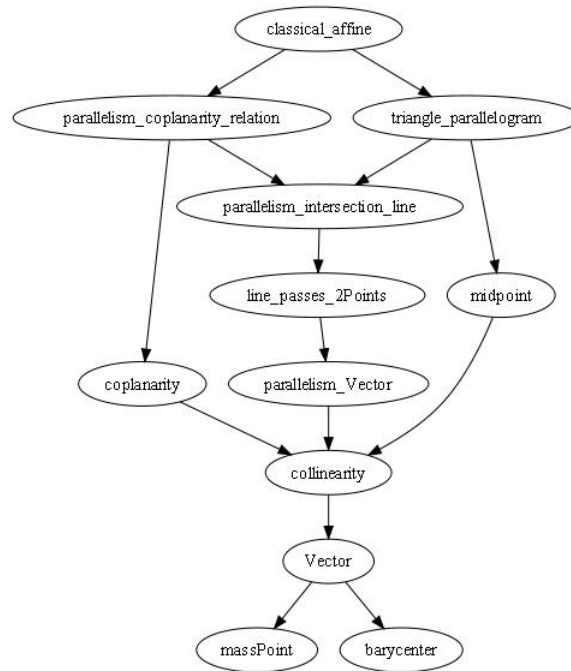 classical_affine
parallelism_coplanarity_relation
triangle_parallelogram
parallelism_intersection_line
line_passes_2Points
midpoint
coplanarity
parallelism_Vector
collinearity
Vector
massPoint
barycenter